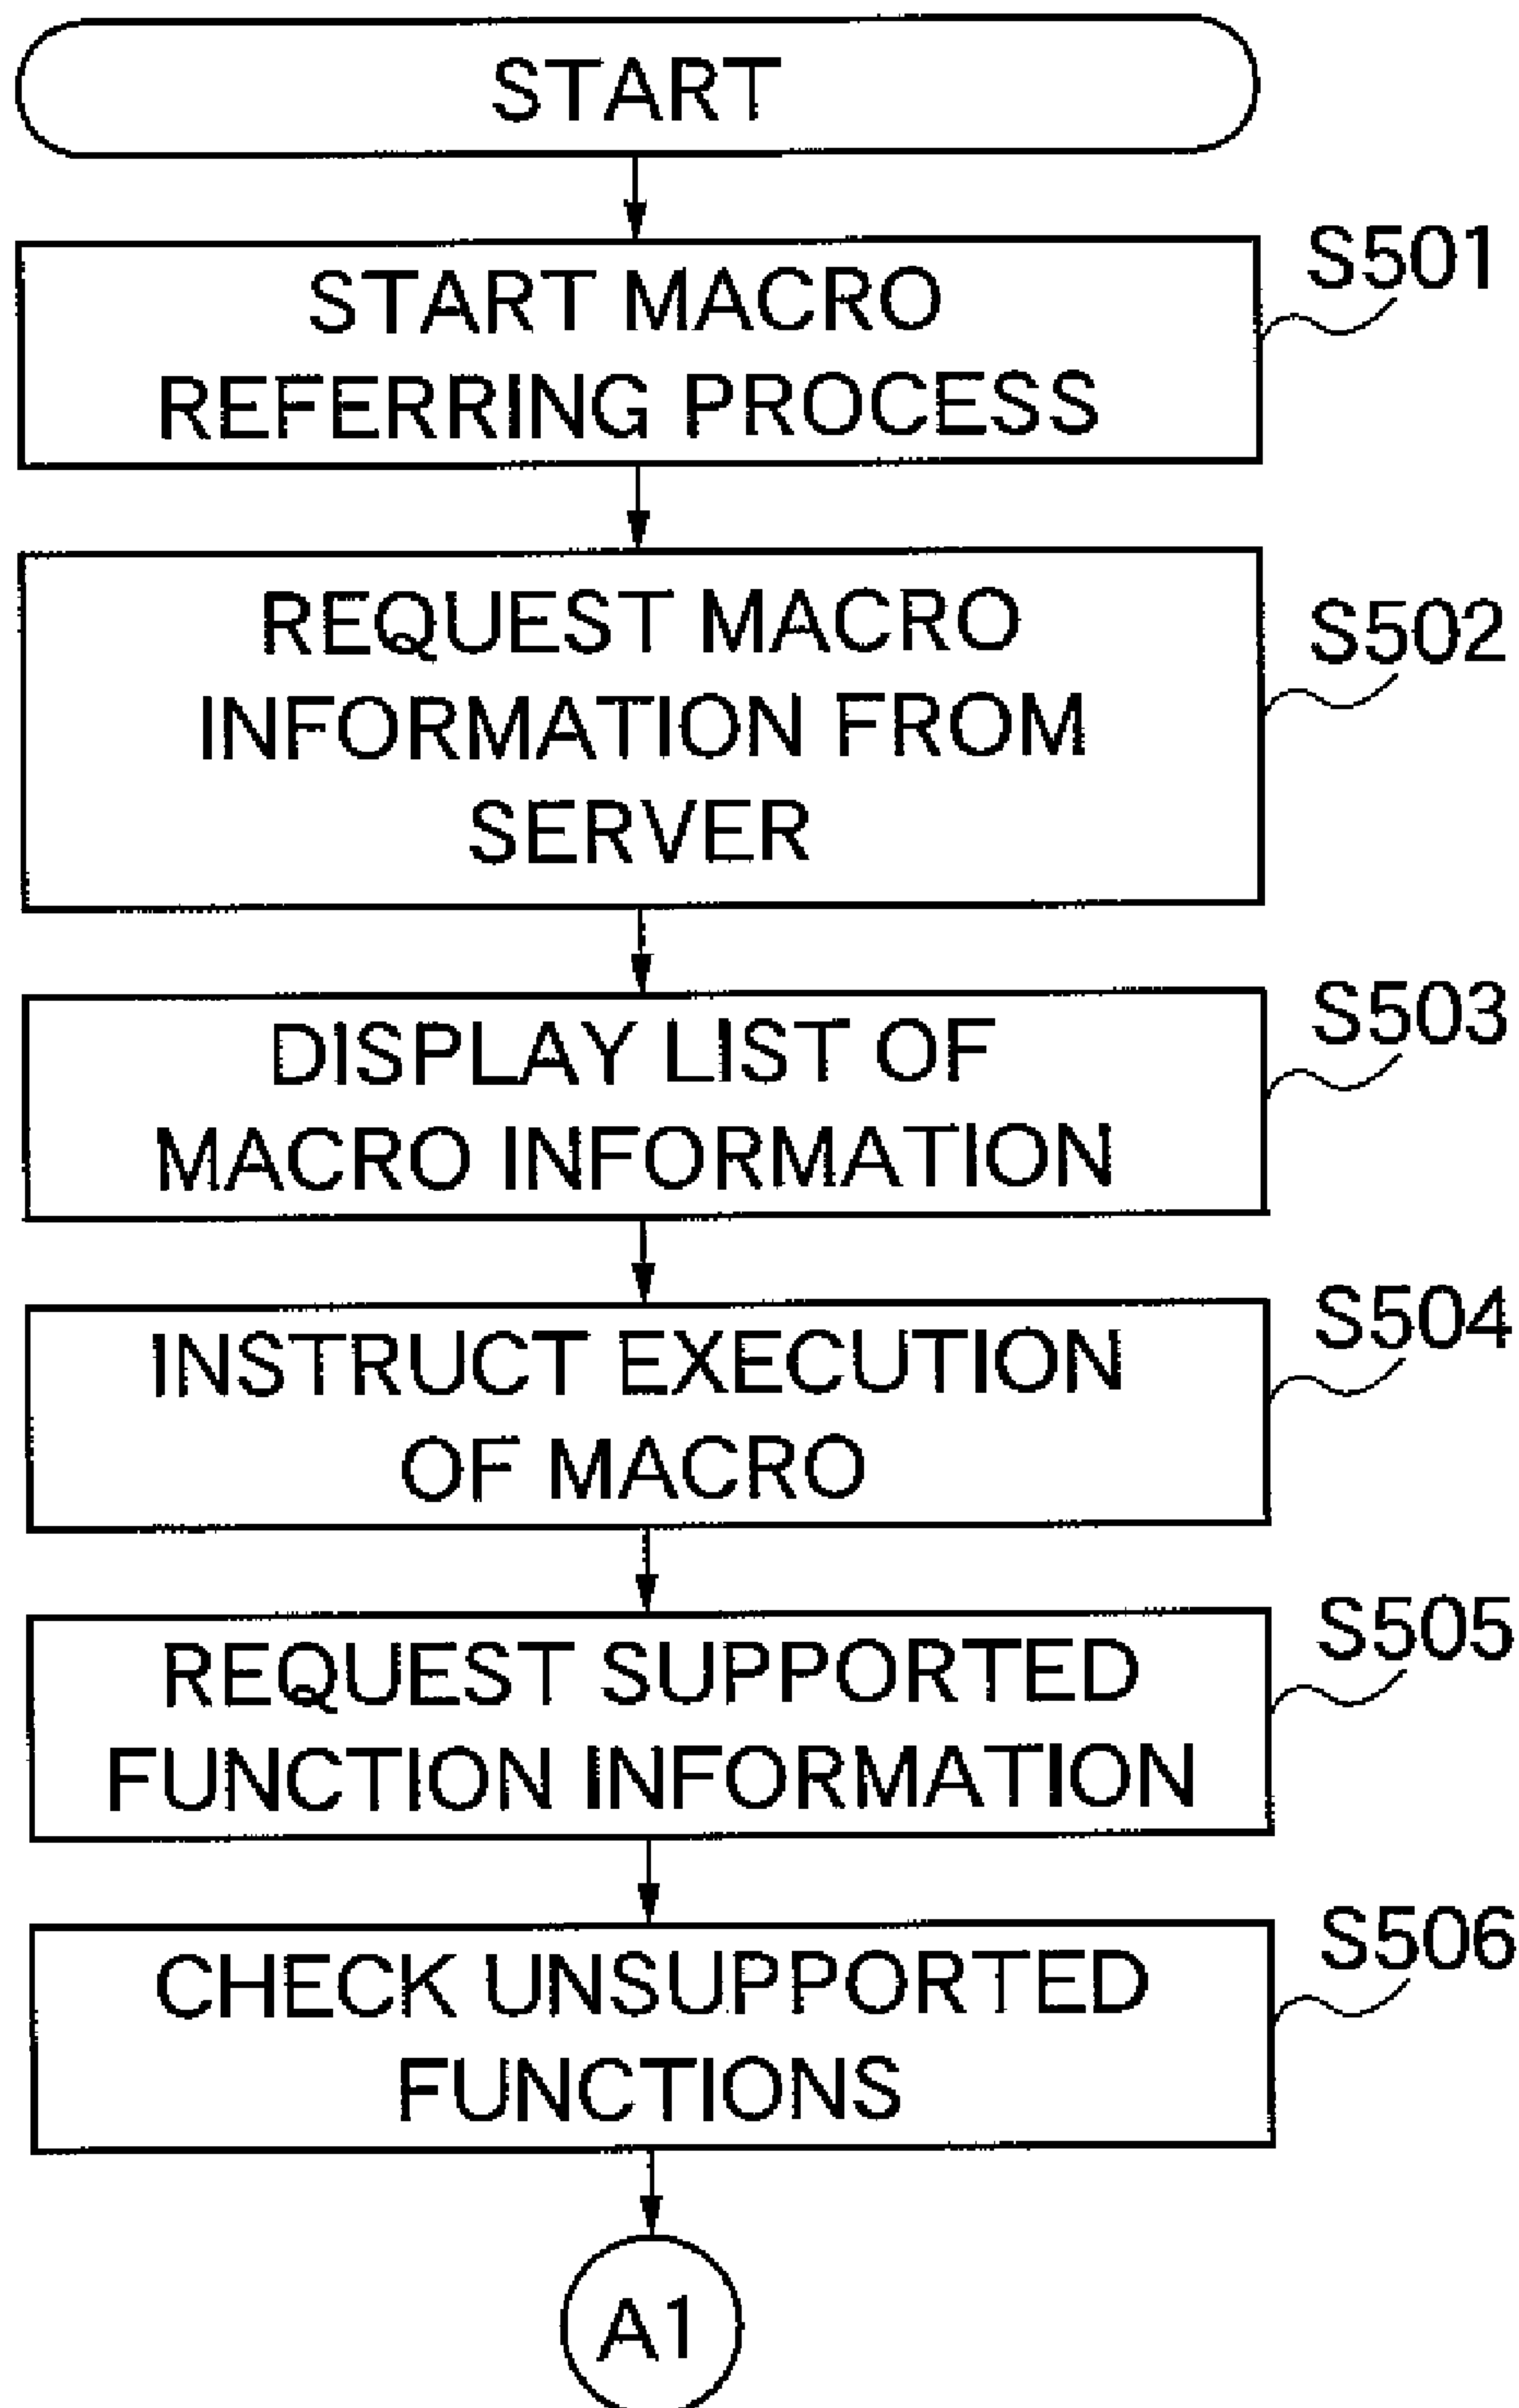 START
S501
START MACRO
REFERRING PROCESS
S502
REQUEST MACRO
INFORMATION FROM
SERVER
S503
DISPLAY LIST OF
MACRO INFORMATION
S504
INSTRUCT EXECUTION
OF MACRO
S505
REQUEST SUPPORTED
FUNCTION INFORMATION
S506
CHECK UNSUPPORTED
FUNCTIONS
A1